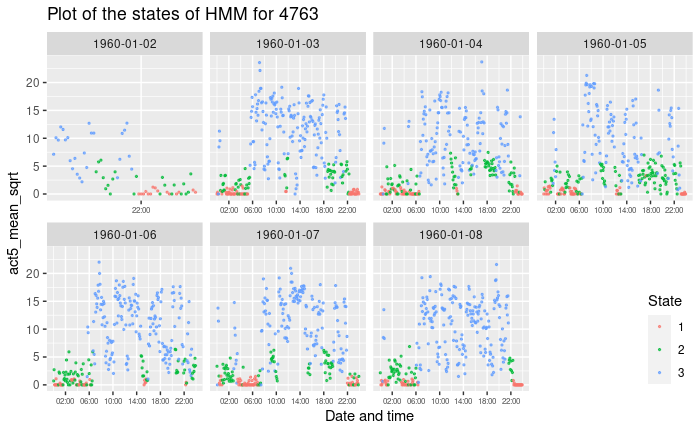 Plot of the states of HMM for 4763
1960-01-02 1960-01-03 1960-01-04 1960-01-05
20
15
10
5
0
22:00 02:00 06:00 10:00 14:00 18:00 22:00 02:00 06:00 10:00 14:00 18:00 22:00 02:00 06:00 10:00 14:00 18:00 22:00
act5_mean_sqrt
1960-01-06 1960-01-07 1960-01-08
20
15
10
5
0
02:00 06:00 10:00 14:00 18:00 22:00 02:00 06:00 10:00 14:00 18:00 22:00 02:00 06:00 10:00 14:00 18:00 22:00
Date and time
State
1
2
3